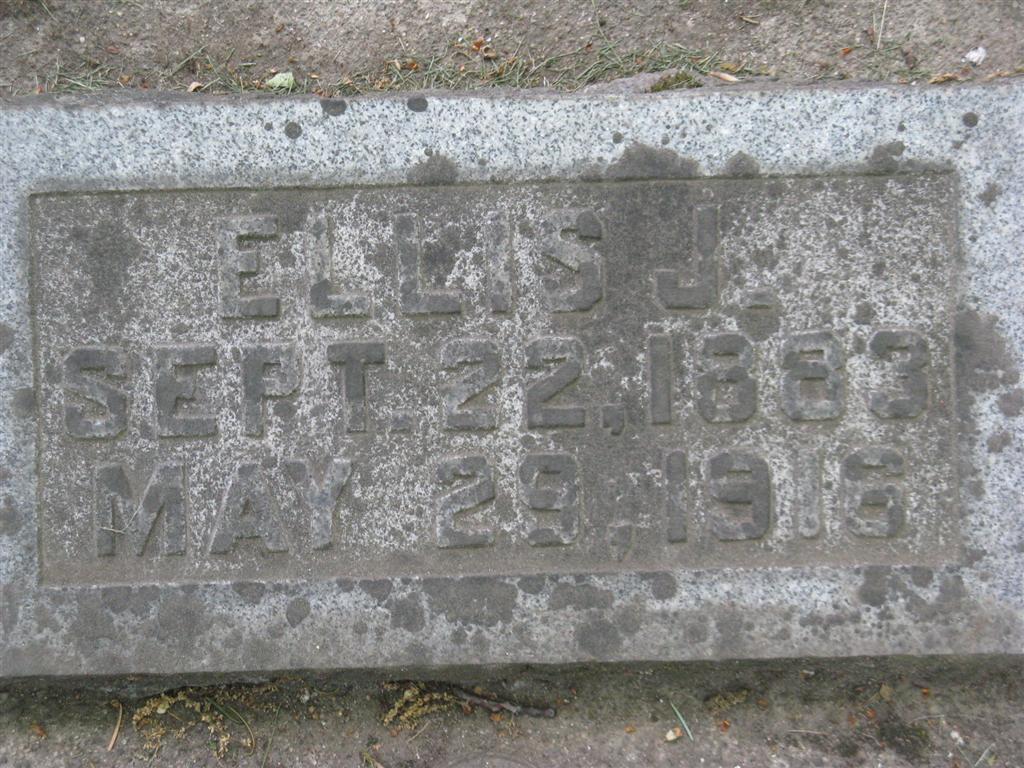 ELLIS J.
SEPT. 22, 1883
MAY 29, 1916